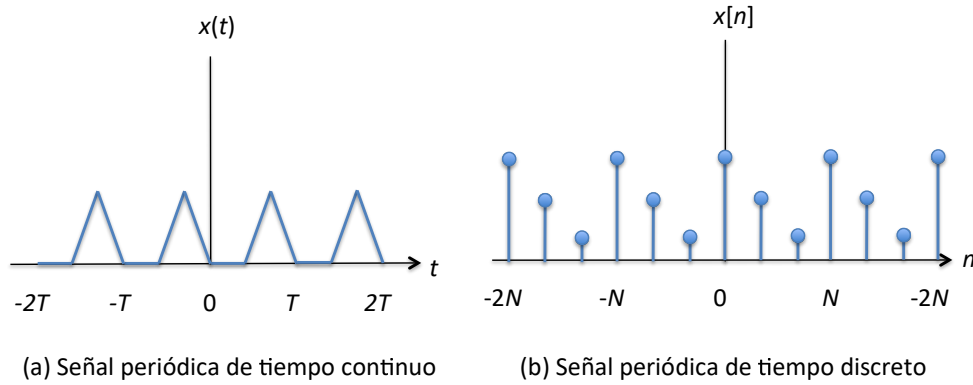 x(t)
x[n]
t
n
-2T -T 0 T 2T
-2N -N 0 N -2N
(a) Señal periódica de tiempo continuo
(b) Señal periódica de tiempo discreto